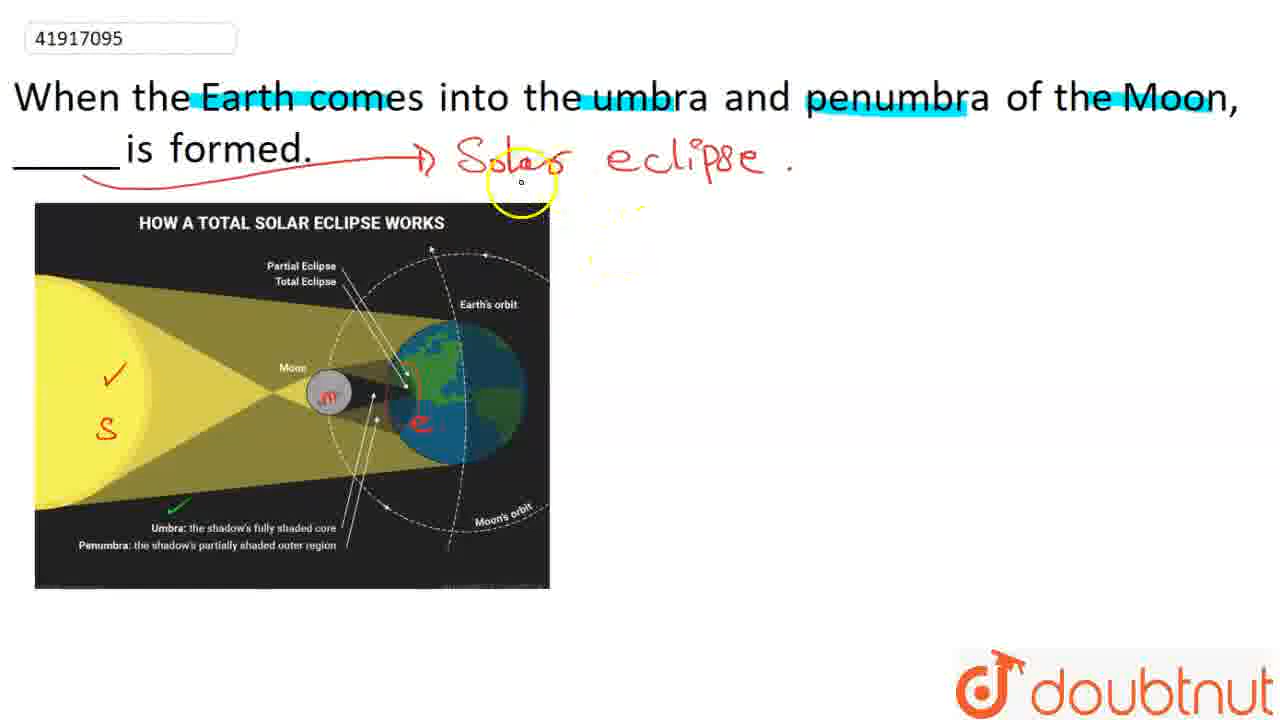 41917095
When the Earth comes into the umbra and penumbra of the Moon,
_____ is formed. Solar eclipse.
HOW A TOTAL SOLAR ECLIPSE WORKS
Partial Eclipse
Total Eclipse
Earth's orbit
Moon
m
S
e
Moon's orbit
Umbra: the shadow's fully shaded core
Penumbra: the shadow's partially shaded outer region
doubtnut